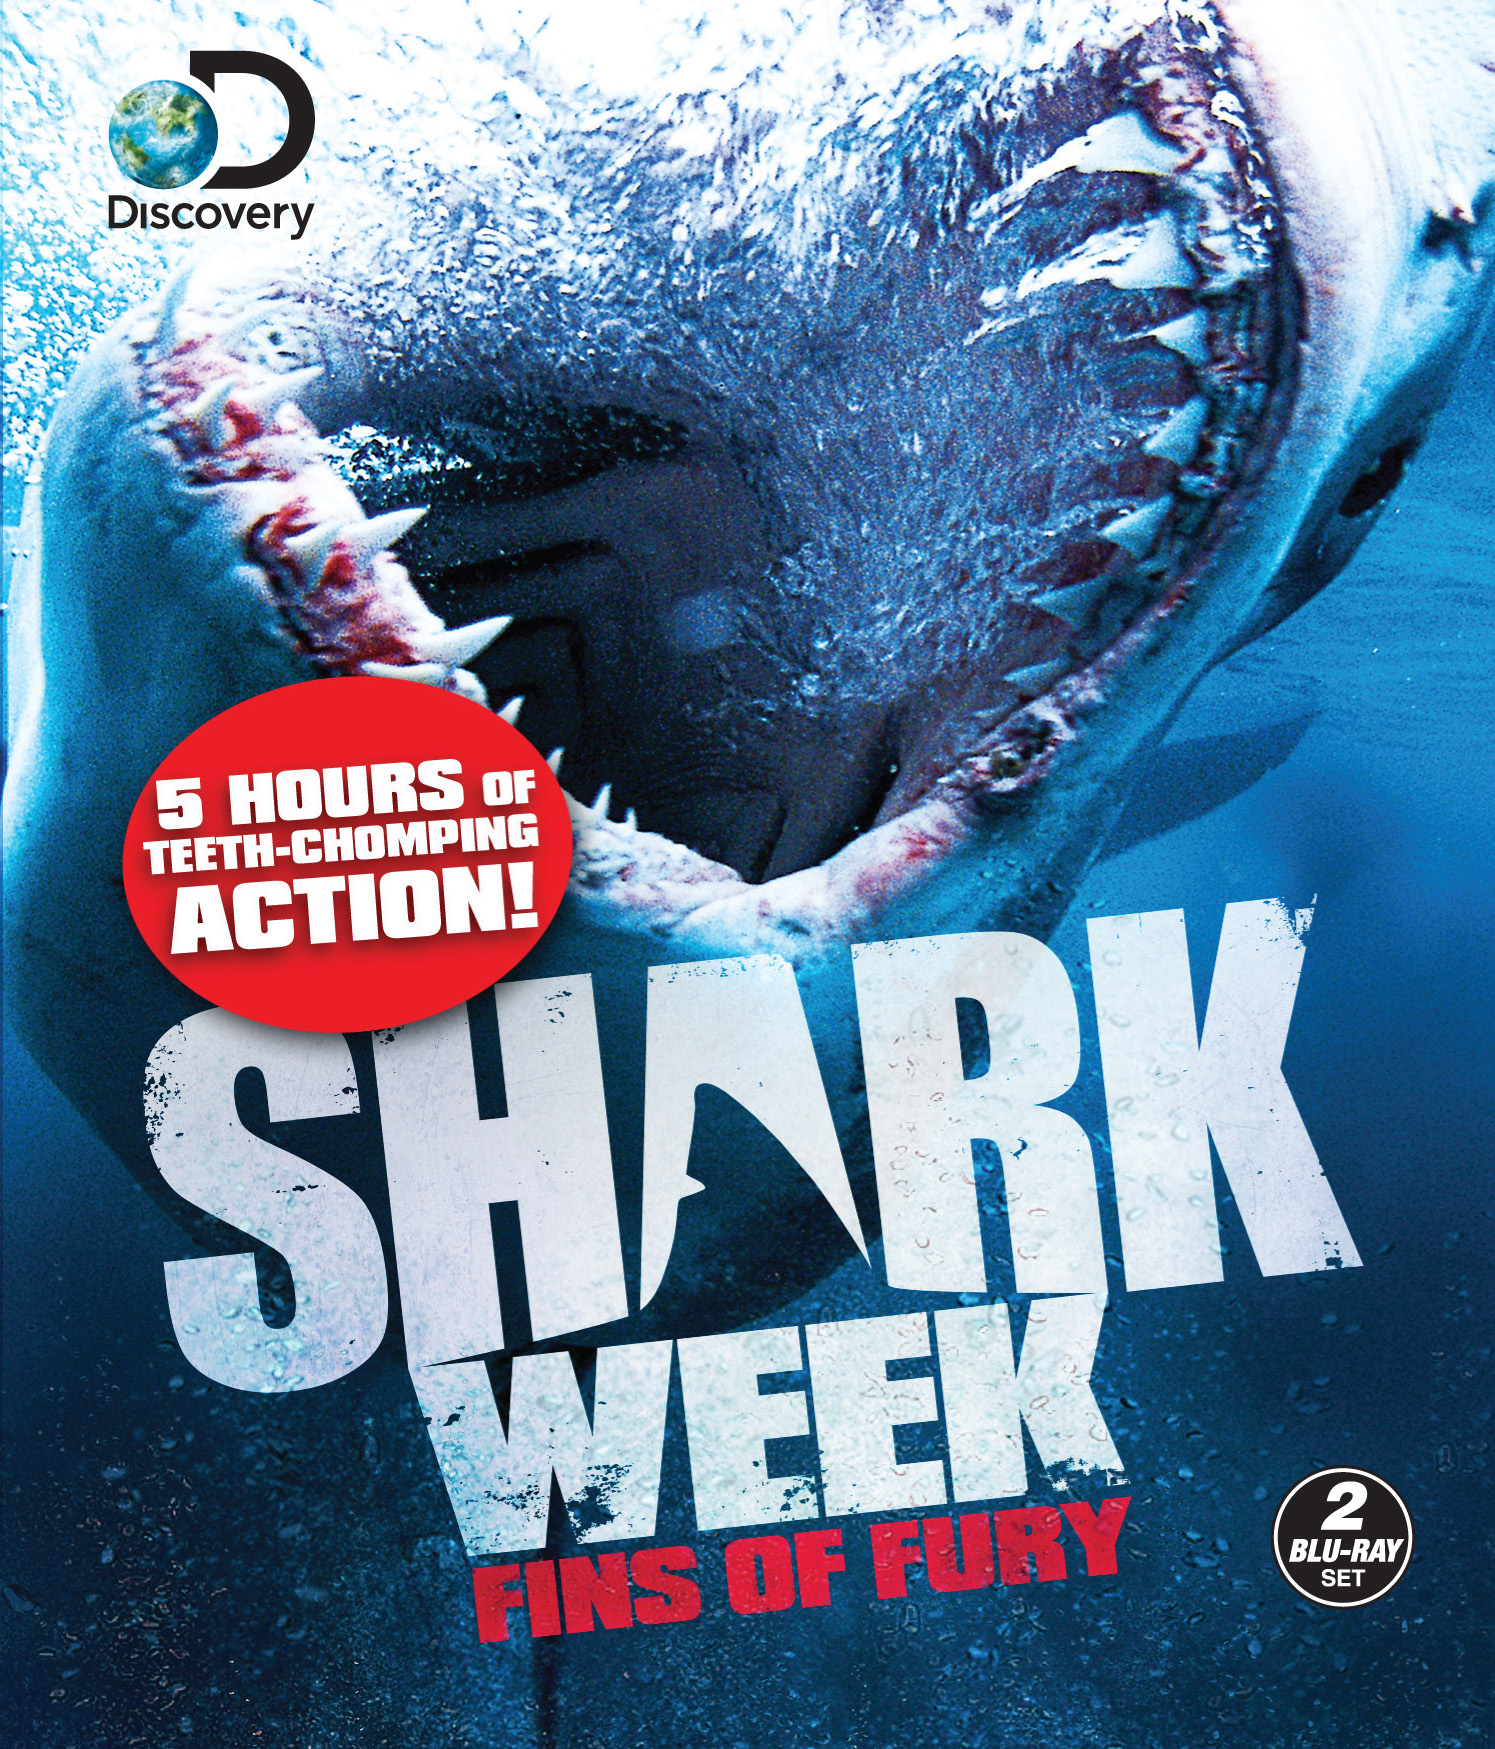 Discovery
5 HOURS OF
TEETH-CHOMPING
ACTION!
SHARK
WEEK
FINS OF FURY
2
BLU-RAY
SET